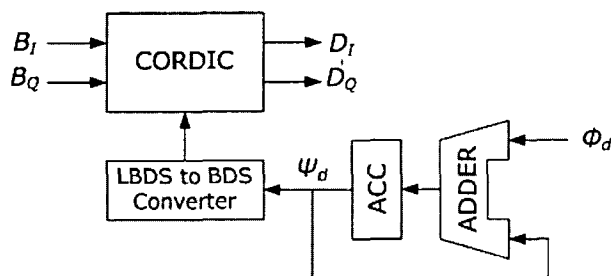 B_I
B_Q
CORDIC
D_I
D_Q
LBDS to BDS
Converter
Ψ_d
ACC
ADDER
Φ_d